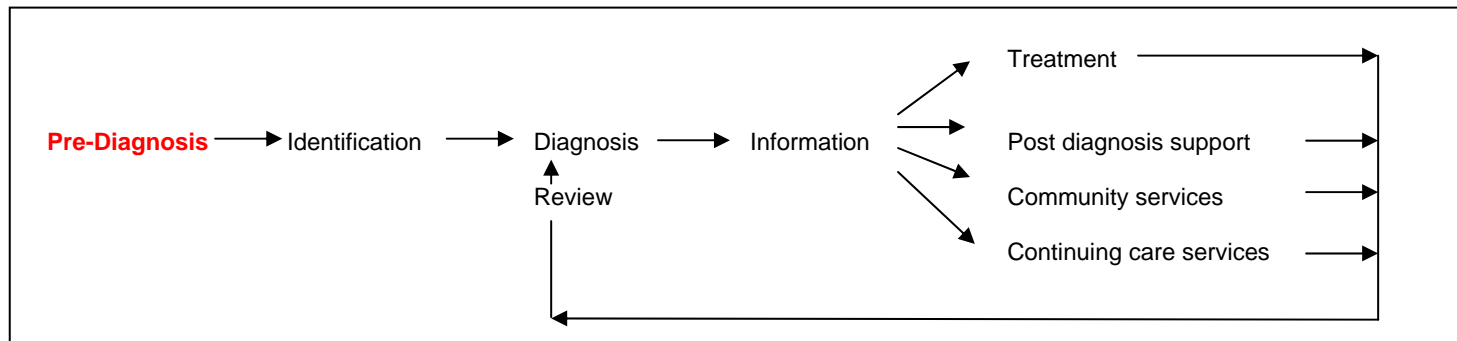 Treatment
Pre-Diagnosis
Identification
Diagnosis
Information
Post diagnosis support
Review
Community services
Continuing care services